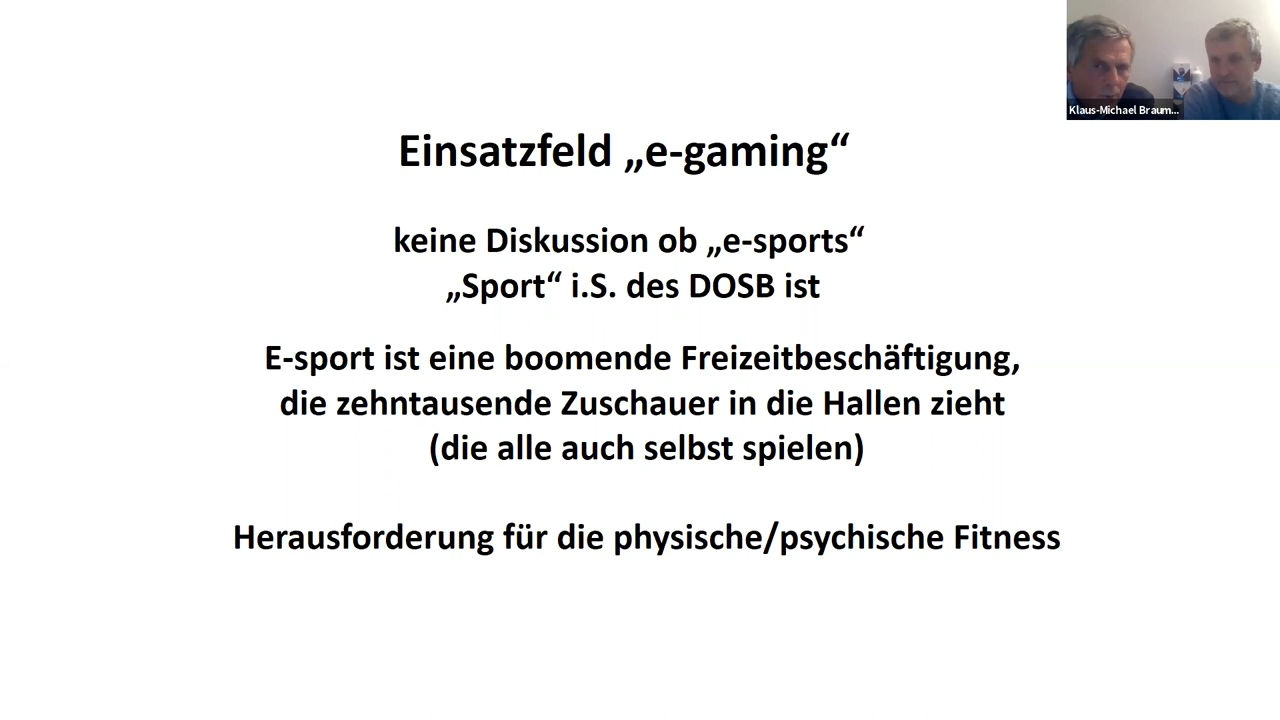 Einsatzfeld „e-gaming“
keine Diskussion ob „e-sports“
„Sport“ i.S. des DOSB ist
E-sport ist eine boomende Freizeitbeschäftigung,
die zehntausende Zuschauer in die Hallen zieht
(die alle auch selbst spielen)
Herausforderung für die physische/psychische Fitness
Klaus-Michael Braum...